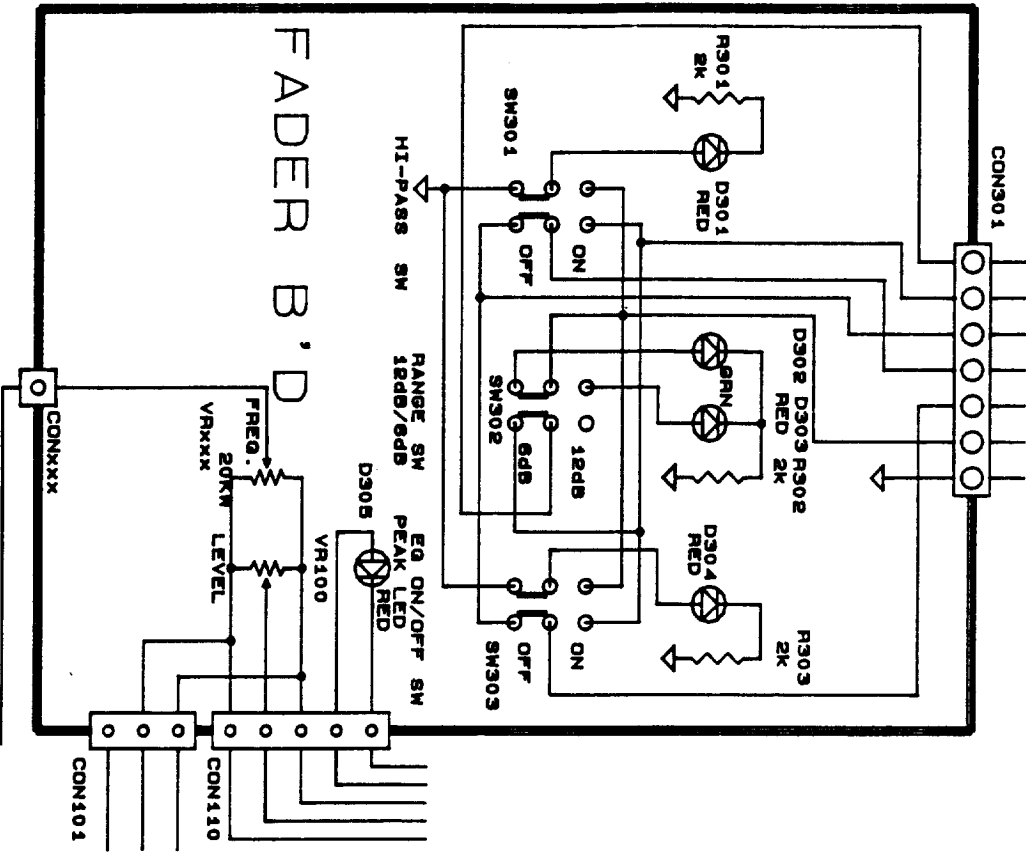 CON301
R301
2k
D301
RED
SW301
HI-PASS SW
ON
OFF
D302 D303 R302
RED 2k
GRN
SW302
RANGE SW
12dB/6dB
12dB
6dB
D304
RED
R303
2k
ON
OFF
SW303
EQ ON/OFF SW
PEAK LED
D305
RED
FADER B'D
FREQ.
VRxxx
20KW
LEVEL
VR100
CONxxx
CON101
CON110